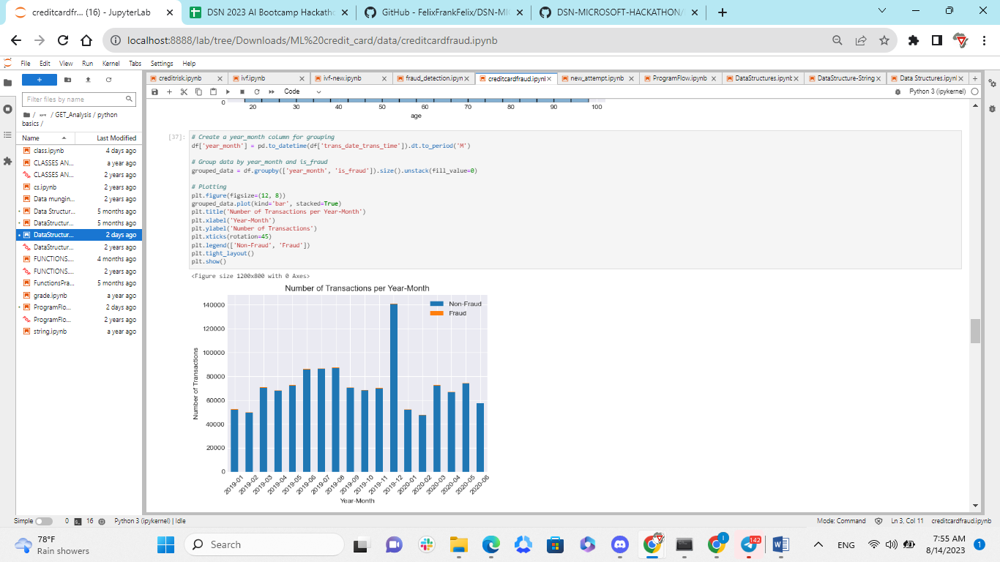 creditcardfr... (16) - JupyterLab
DSN 2023 AI Bootcamp Hackatho
GitHub - FelixFrankFelix/DSN-MIC
DSN-MICROSOFT-HACKATHON/
localhost:8888/lab/tree/Downloads/ML%20credit_card/data/creditcardfraud.ipynb
File Edit View Run Kernel Tabs Settings Help
creditrisk.ipynb
ivf.ipynb
ivf-new.ipynb
fraud_detection.ipyn
creditcardfraud.ipynl
new_attempt.ipynb
ProgramFlow.ipynb
DataStructures.ipynb
DataStructure-String
Data Structures.ipyn
Code
Python 3 (ipykernel)
Filter files by name
/ ··· / GET_Analysis / python
basics /
Name Last Modified
class.ipynb 4 days ago
CLASSES AN... a year ago
CLASSES AN... 2 years ago
cs.ipynb 2 years ago
Data mungin... 2 years ago
Data Structur... 5 months ago
DataStructur... 5 months ago
DataStructur... 2 days ago
DataStructur... 2 years ago
FUNCTIONS.... 4 months ago
FUNCTIONS.... 2 years ago
FunctionsPra... 5 months ago
grade.ipynb a year ago
ProgramFlo... 2 days ago
ProgramFlo... 2 years ago
string.ipynb a year ago
0
20 30 40 50 60 70 80 90 100
age
[37]:
# Create a year_month column for grouping
df['year_month'] = pd.to_datetime(df['trans_date_trans_time']).dt.to_period('M')
# Group data by year_month and is_fraud
grouped_data = df.groupby(['year_month', 'is_fraud']).size().unstack(fill_value=0)
# Plotting
plt.figure(figsize=(12, 8))
grouped_data.plot(kind='bar', stacked=True)
plt.title('Number of Transactions per Year-Month')
plt.xlabel('Year-Month')
plt.ylabel('Number of Transactions')
plt.xticks(rotation=45)
plt.legend(['Non-Fraud', 'Fraud'])
plt.tight_layout()
plt.show()
<Figure size 1200x800 with 0 Axes>
Number of Transactions per Year-Month
Non-Fraud
Fraud
140000
120000
100000
80000
60000
40000
20000
0
Number of Transactions
2019-01 2019-02 2019-03 2019-04 2019-05 2019-06 2019-07 2019-08 2019-09 2019-10 2019-11 2019-12 2020-01 2020-02 2020-03 2020-04 2020-05 2020-06
Year-Month
Simple 0 16 Python 3 (ipykernel) | Idle
Mode: Command Ln 3, Col 11 creditcardfraud.ipynb
78°F
Rain showers
Search
142
ENG
7:55 AM
8/14/2023
1